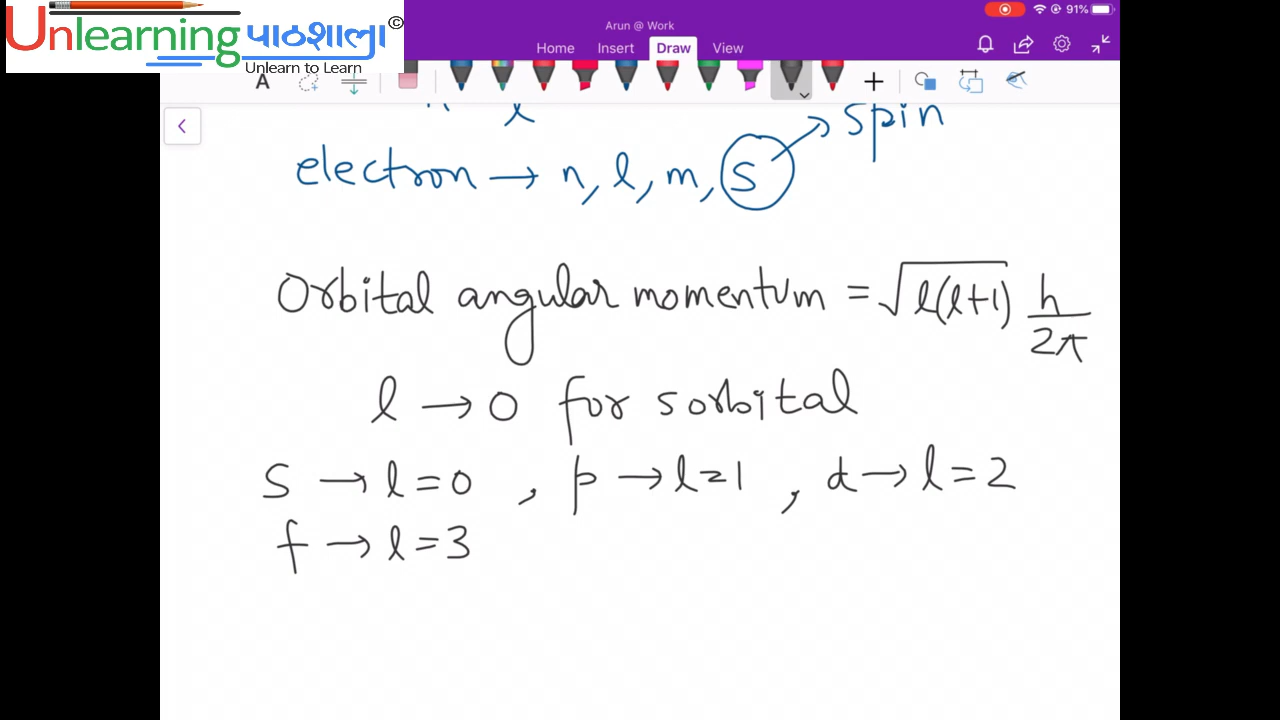 Unlearning पाठशाला ©
Unlearn to Learn
Arun @ Work
91%
Home Insert Draw View
A
l
spin
electron → n, l, m, s
Orbital angular momentum = √l(l+1) h/2π
l → 0 for s orbital
S → l = 0 , p → l = 1 , d → l = 2
f → l = 3